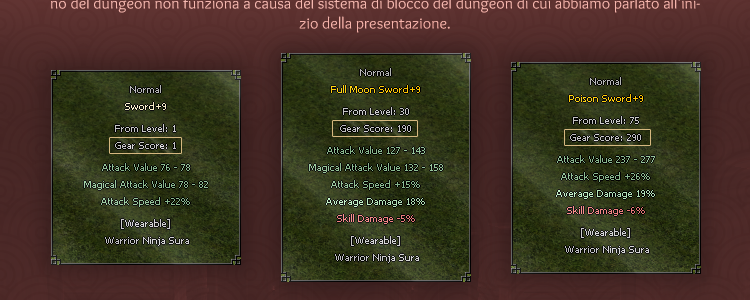 no del dungeon non funziona a causa del sistema di blocco del dungeon di cui abbiamo parlato all'ini-
zio della presentazione.
Normal
Sword+9
From Level: 1
Gear Score: 1
Attack Value 76 - 78
Magical Attack Value 78 - 82
Attack Speed +22%
[Wearable]
Warrior Ninja Sura
Normal
Full Moon Sword+9
From Level: 30
Gear Score: 190
Attack Value 127 - 143
Magical Attack Value 132 - 158
Attack Speed +15%
Average Damage 18%
Skill Damage -5%
[Wearable]
Warrior Ninja Sura
Normal
Poison Sword+9
From Level: 75
Gear Score: 290
Attack Value 237 - 277
Attack Speed +26%
Average Damage 19%
Skill Damage -6%
[Wearable]
Warrior Ninja Sura